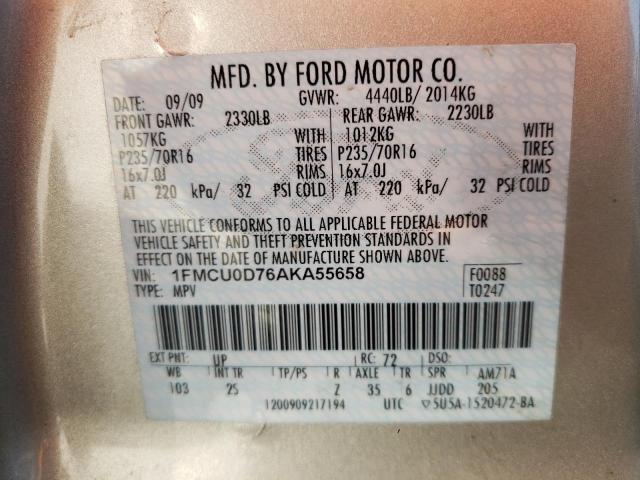 MFD. BY FORD MOTOR CO.
DATE: 09/09 GVWR: 4440LB/ 2014KG
FRONT GAWR: 2330LB REAR GAWR: 2230LB
1057KG WITH 1012KG WITH
P235/70R16 TIRES P235/70R16 TIRES
16x7.0J RIMS 16x7.0J RIMS
AT 220 kPa/ 32 PSI COLD AT 220 kPa/ 32 PSI COLD
THIS VEHICLE CONFORMS TO ALL APPLICABLE FEDERAL MOTOR
VEHICLE SAFETY AND THEFT PREVENTION STANDARDS IN
EFFECT ON THE DATE OF MANUFACTURE SHOWN ABOVE.
VIN: 1FMCU0D76AKA55658 F0088
TYPE: MPV T0247
EXT PNT: UP RC: 72 DSO:
WB INT TR TP/PS R AXLE TR SPR AM71A
103 2S Z 35 6 JJDD 205
1200909217194 UTC ▽5U5A-1520472-BA